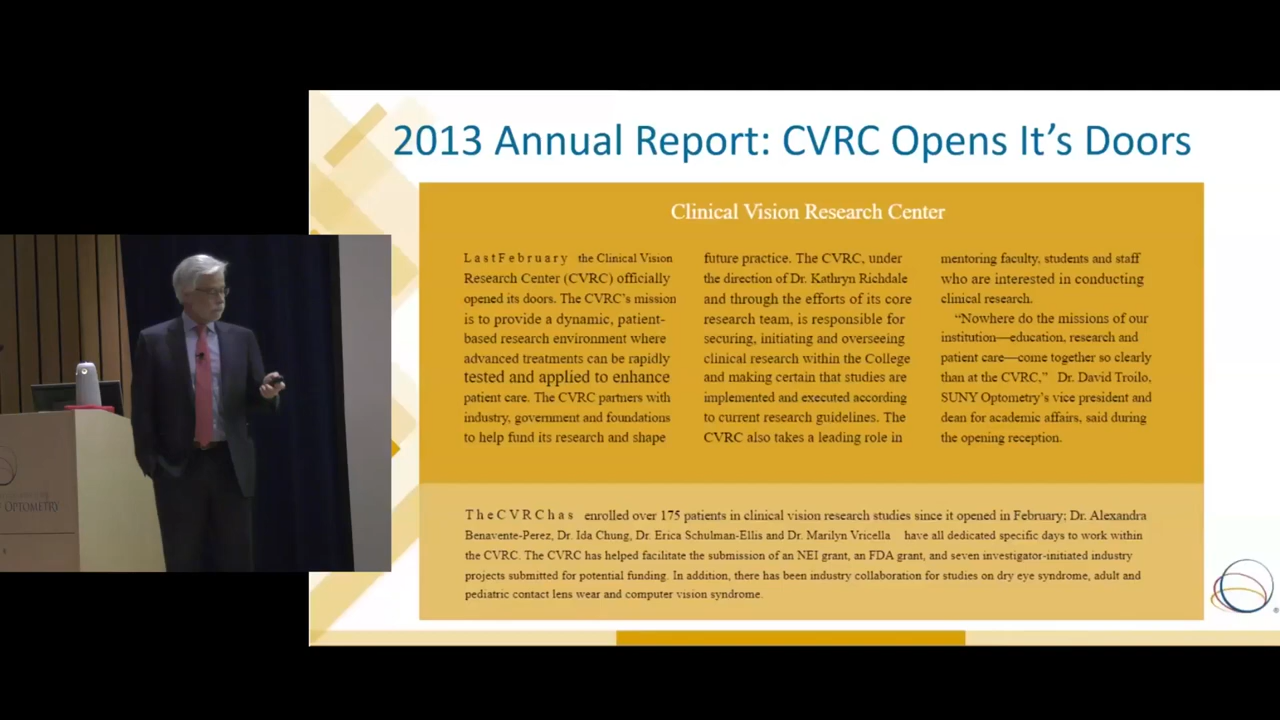 2013 Annual Report: CVRC Opens It's Doors
Clinical Vision Research Center
Last February the Clinical Vision
Research Center (CVRC) officially
opened its doors. The CVRC's mission
is to provide a dynamic, patient-
based research environment where
advanced treatments can be rapidly
tested and applied to enhance
patient care. The CVRC partners with
industry, government and foundations
to help fund its research and shape
future practice. The CVRC, under
the direction of Dr. Kathryn Richdale
and through the efforts of its core
research team, is responsible for
securing, initiating and overseeing
clinical research within the College
and making certain that studies are
implemented and executed according
to current research guidelines. The
CVRC also takes a leading role in
mentoring faculty, students and staff
who are interested in conducting
clinical research.
“Nowhere do the missions of our
institution—education, research and
patient care—come together so clearly
than at the CVRC,” Dr. David Troilo,
SUNY Optometry's vice president and
dean for academic affairs, said during
the opening reception.
The CVRC has enrolled over 175 patients in clinical vision research studies since it opened in February; Dr. Alexandra
Benavente-Perez, Dr. Ida Chung, Dr. Erica Schulman-Ellis and Dr. Marilyn Vricella have all dedicated specific days to work within
the CVRC. The CVRC has helped facilitate the submission of an NEI grant, an FDA grant, and seven investigator-initiated industry
projects submitted for potential funding. In addition, there has been industry collaboration for studies on dry eye syndrome, adult and
pediatric contact lens wear and computer vision syndrome.
OPTOMETRY